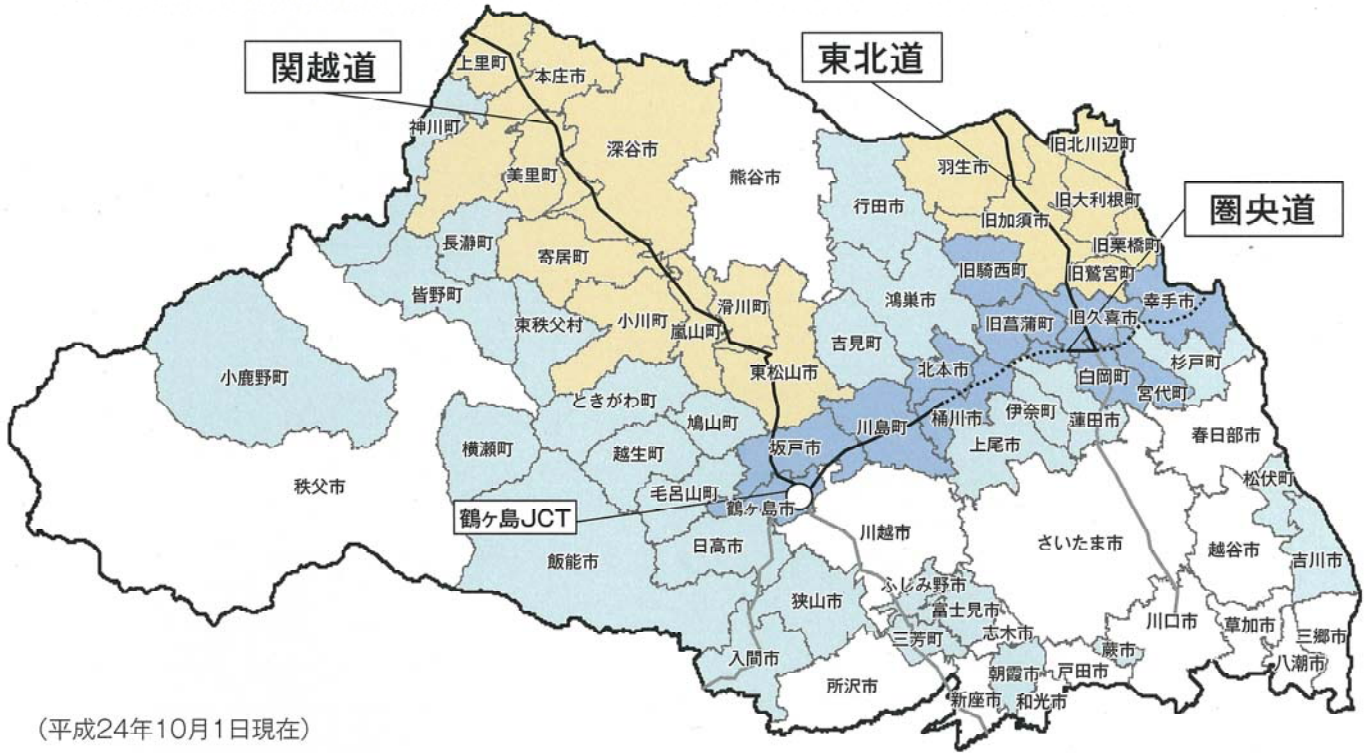 関越道
東北道
圏央道
上里町
本庄市
神川町
美里町
深谷市
熊谷市
行田市
羽生市
旧北川辺町
旧大利根町
旧加須市
旧栗橋町
旧鷲宮町
旧騎西町
長瀞町
寄居町
皆野町
東秩父村
小川町
嵐山町
滑川町
東松山市
吉見町
鴻巣市
旧菖蒲町
旧久喜市
幸手市
杉戸町
白岡町
宮代町
北本市
桶川市
伊奈町
蓮田市
上尾市
川島町
小鹿野町
秩父市
横瀬町
ときがわ町
鳩山町
越生町
毛呂山町
坂戸市
鶴ヶ島市
鶴ヶ島JCT
日高市
飯能市
川越市
さいたま市
春日部市
松伏町
越谷市
吉川市
狭山市
入間市
ふじみ野市
富士見市
三芳町
志木市
所沢市
新座市
朝霞市
和光市
戸田市
蕨市
川口市
草加市
三郷市
八潮市
(平成24年10月1日現在)